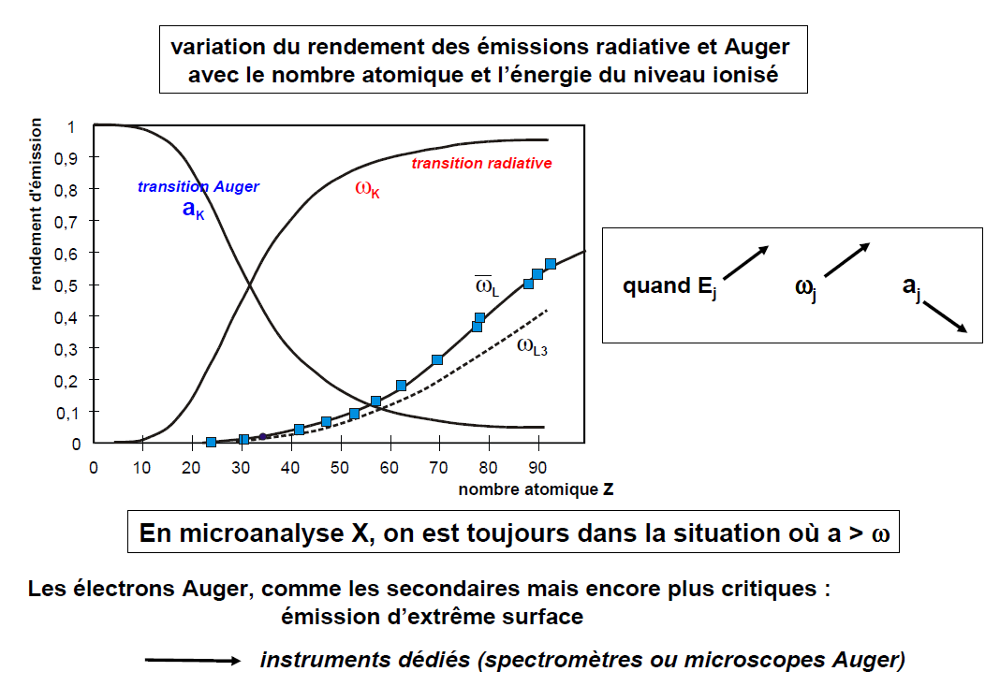 variation du rendement des émissions radiative et Auger
avec le nombre atomique et l’énergie du niveau ionisé
rendement d'émission
1
0,9
0,8
0,7
0,6
0,5
0,4
0,3
0,2
0,1
0
transition Auger
aK
transition radiative
ωK
ω̅L
ωL3
0 10 20 30 40 50 60 70 80 90
nombre atomique Z
quand Ej ωj aj
En microanalyse X, on est toujours dans la situation où a > ω
Les électrons Auger, comme les secondaires mais encore plus critiques :
émission d’extrême surface
instruments dédiés (spectromètres ou microscopes Auger)